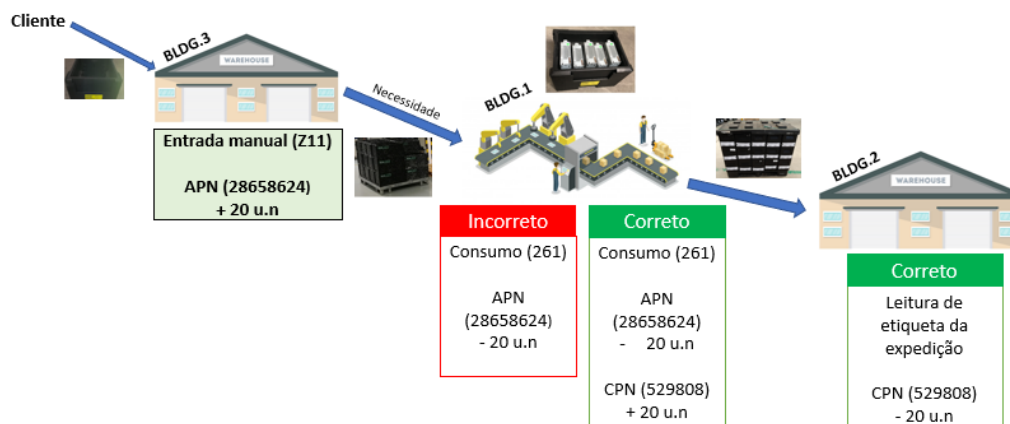 Cliente
BLDG.3
WAREHOUSE
Entrada manual (Z11)
APN (28658624)
+ 20 u.n
Necessidade
BLDG.1
Incorreto
Consumo (261)
APN
(28658624)
- 20 u.n
Correto
Consumo (261)
APN
(28658624)
- 20 u.n
CPN (529808)
+ 20 u.n
BLDG.2
WAREHOUSE
Correto
Leitura de
etiqueta da
expedição
CPN (529808)
- 20 u.n